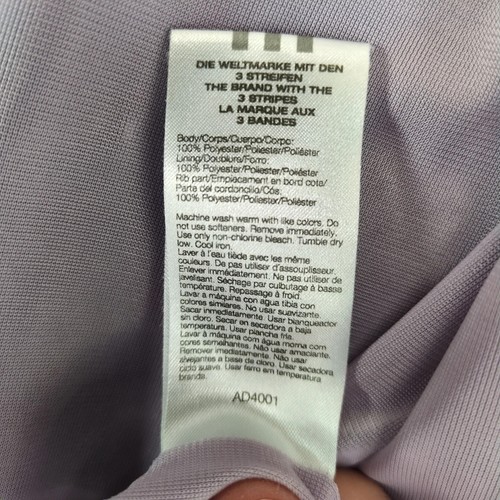 DIE WELTMARKE MIT DEN
3 STREIFEN
THE BRAND WITH THE
3 STRIPES
LA MARQUE AUX
3 BANDES
Body/Corps/Cuerpo/Corpo:
100% Polyester/Poliester/Poliéster
Lining/Doublure/Forro:
100% Polyester/Poliester/Poliéster
Rib part/Emplacement en bord cota/
Parte del cordoncillo/Cós:
100% Polyester/Poliester/Poliéster
Machine wash warm with like colors. Do
not use softeners. Remove immediately.
Use only non-chlorine bleach. Tumble dry
low. Cool iron.
Laver à l'eau tiède avec les même
couleurs. De pas utiliser d'assouplisseur.
Enlever immédiatement. Ne pas utiliser de
javelisant. Séchage par culbutage à basse
température. Repassage à froid.
Lavar a máquina con agua tibia con
colores similares. No usar suavizante.
Sacar inmediatamente. Usar blanqueador
sin cloro. Secar en secadora a baja
temperatura. Usar plancha fria.
Lavar à máquina com água morna com
cores semelhantes. Não usar amaciante.
Remover imediatamente. Não usar
alvejantes a base de cloro. Usar secadora
ciclo suave. Usar ferro em temperatura
branda.
AD4001